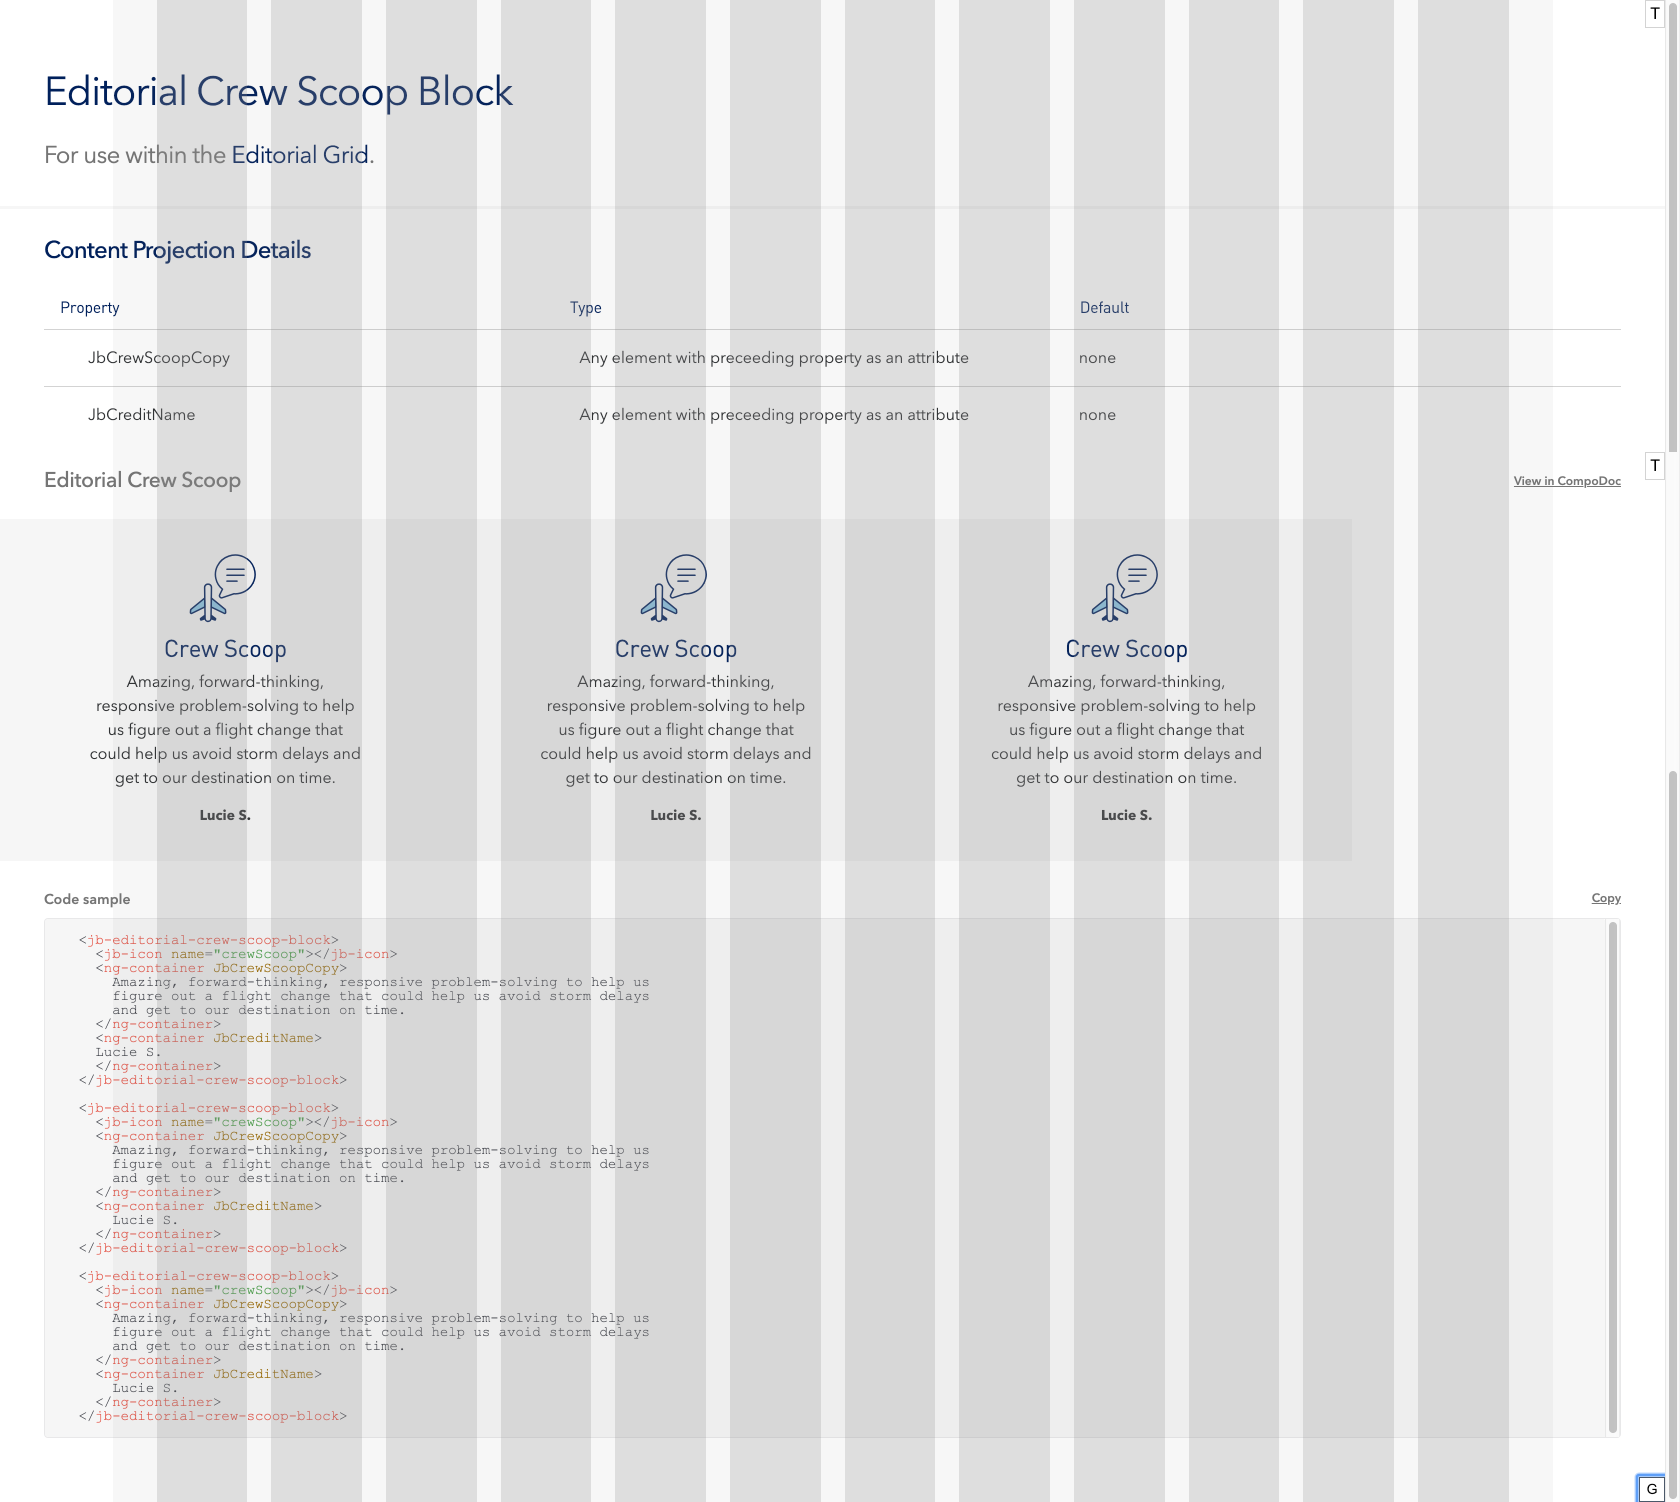 T
Editorial Crew Scoop Block
For use within the Editorial Grid.
Content Projection Details
Property Type Default
JbCrewScoopCopy Any element with preceeding property as an attribute none
JbCreditName Any element with preceeding property as an attribute none
T
Editorial Crew Scoop View in CompoDoc
Crew Scoop
Amazing, forward-thinking,
responsive problem-solving to help
us figure out a flight change that
could help us avoid storm delays and
get to our destination on time.
Lucie S.
Crew Scoop
Amazing, forward-thinking,
responsive problem-solving to help
us figure out a flight change that
could help us avoid storm delays and
get to our destination on time.
Lucie S.
Crew Scoop
Amazing, forward-thinking,
responsive problem-solving to help
us figure out a flight change that
could help us avoid storm delays and
get to our destination on time.
Lucie S.
Code sample Copy
<jb-editorial-crew-scoop-block>
<jb-icon name="crewScoop"></jb-icon>
<ng-container JbCrewScoopCopy>
Amazing, forward-thinking, responsive problem-solving to help us
figure out a flight change that could help us avoid storm delays
and get to our destination on time.
</ng-container>
<ng-container JbCreditName>
Lucie S.
</ng-container>
</jb-editorial-crew-scoop-block>
<jb-editorial-crew-scoop-block>
<jb-icon name="crewScoop"></jb-icon>
<ng-container JbCrewScoopCopy>
Amazing, forward-thinking, responsive problem-solving to help us
figure out a flight change that could help us avoid storm delays
and get to our destination on time.
</ng-container>
<ng-container JbCreditName>
Lucie S.
</ng-container>
</jb-editorial-crew-scoop-block>
<jb-editorial-crew-scoop-block>
<jb-icon name="crewScoop"></jb-icon>
<ng-container JbCrewScoopCopy>
Amazing, forward-thinking, responsive problem-solving to help us
figure out a flight change that could help us avoid storm delays
and get to our destination on time.
</ng-container>
<ng-container JbCreditName>
Lucie S.
</ng-container>
</jb-editorial-crew-scoop-block>
G